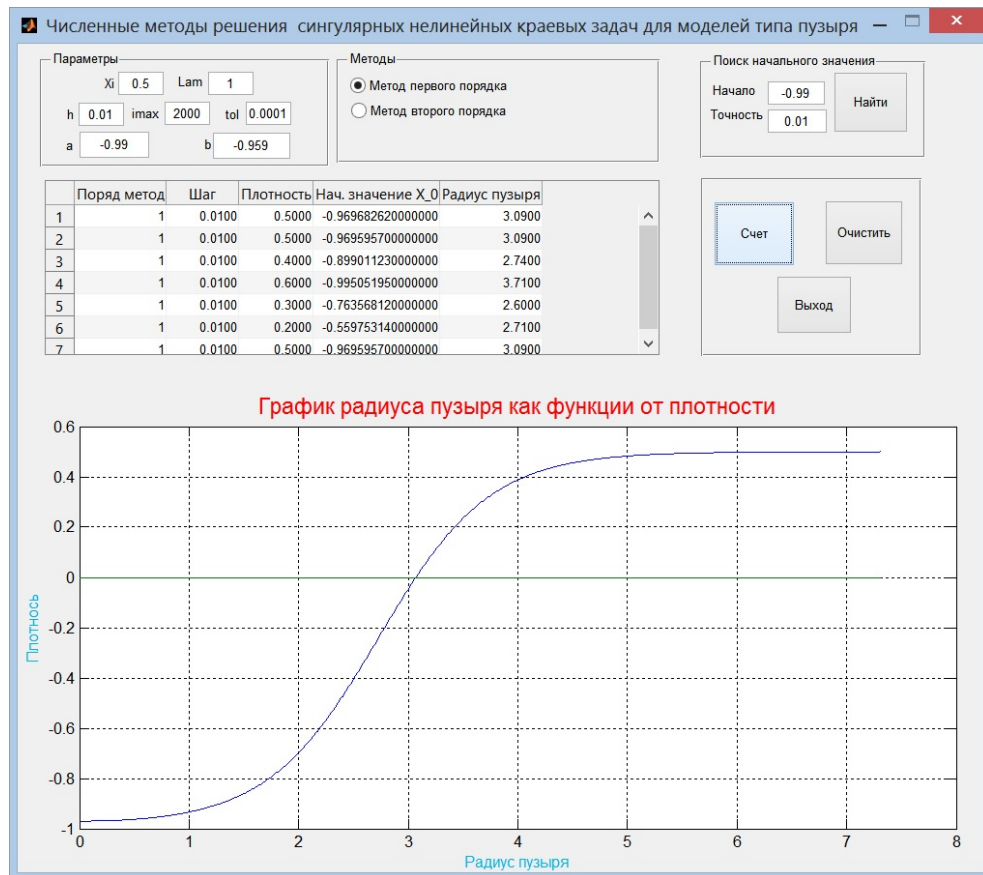 Численные методы решения сингулярных нелинейных краевых задач для моделей типа пузыря
Параметры
Xi 0.5 Lam 1
h 0.01 imax 2000 tol 0.0001
a -0.99 b -0.959
Методы
Метод первого порядка
Метод второго порядка
Поиск начального значения
Начало -0.99
Точность 0.01
Найти
Поряд метод Шаг Плотность Нач. значение X_0 Радиус пузыря
1 1 0.0100 0.5000 -0.969682620000000 3.0900
2 1 0.0100 0.5000 -0.969595700000000 3.0900
3 1 0.0100 0.4000 -0.899011230000000 2.7400
4 1 0.0100 0.6000 -0.995051950000000 3.7100
5 1 0.0100 0.3000 -0.763568120000000 2.6000
6 1 0.0100 0.2000 -0.559753140000000 2.7100
7 1 0.0100 0.5000 -0.969595700000000 3.0900
Счет
Очистить
Выход
График радиуса пузыря как функции от плотности
0.6
0.4
0.2
0
-0.2
-0.4
-0.6
-0.8
-1
Плотнось
0 1 2 3 4 5 6 7 8
Радиус пузыря